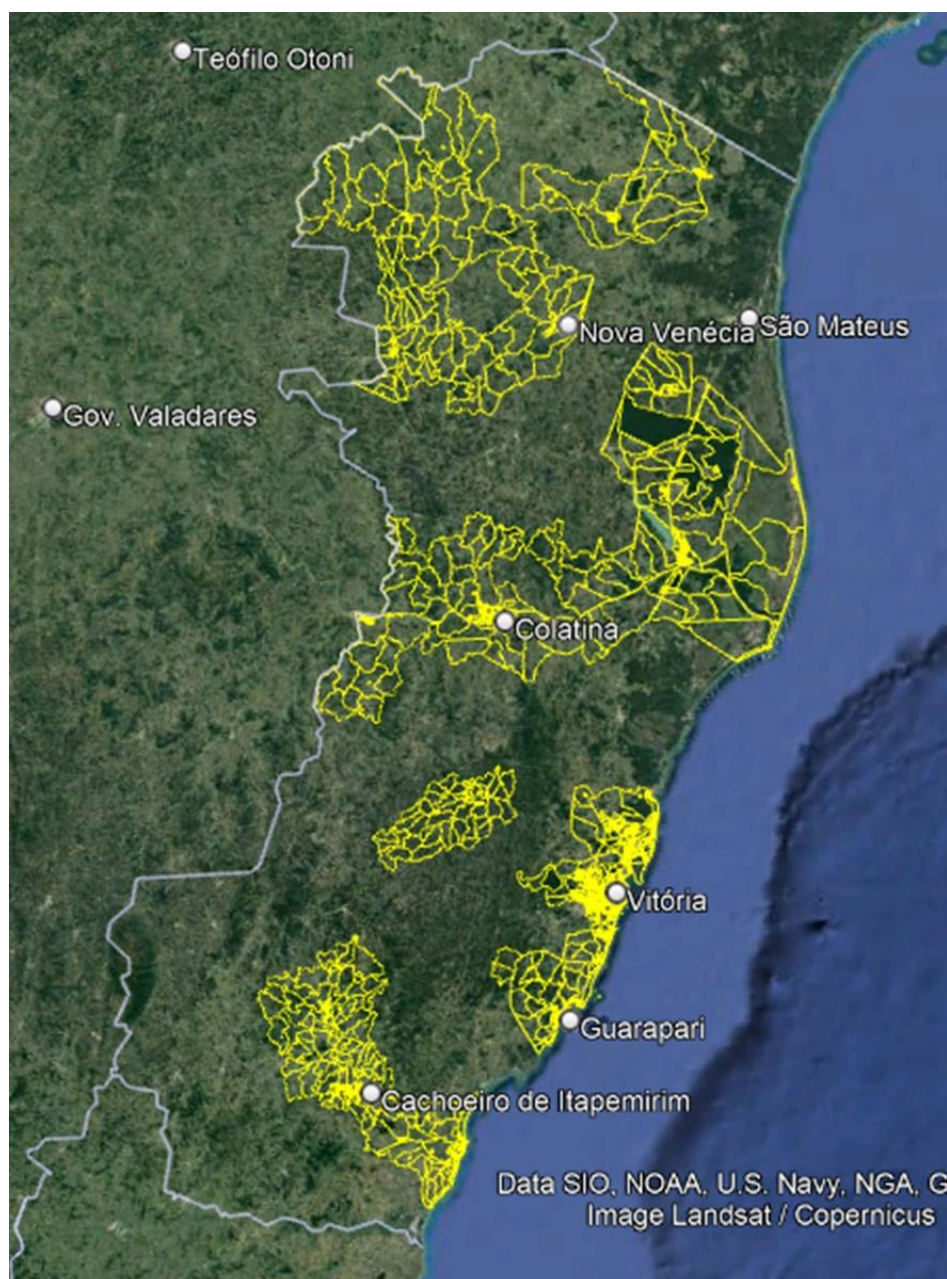 Teófilo Otoni
Nova Venécia
São Mateus
Gov. Valadares
Colatina
Vitória
Guarapari
Cachoeiro de Itapemirim
Data SIO, NOAA, U.S. Navy, NGA, G
Image Landsat / Copernicus